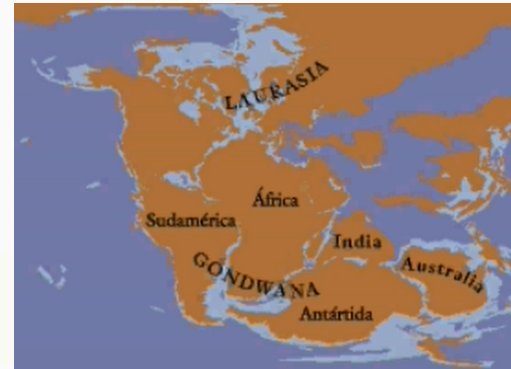 LAURASIA
África
Sudamérica
India
GONDWANA
Australia
Antártida